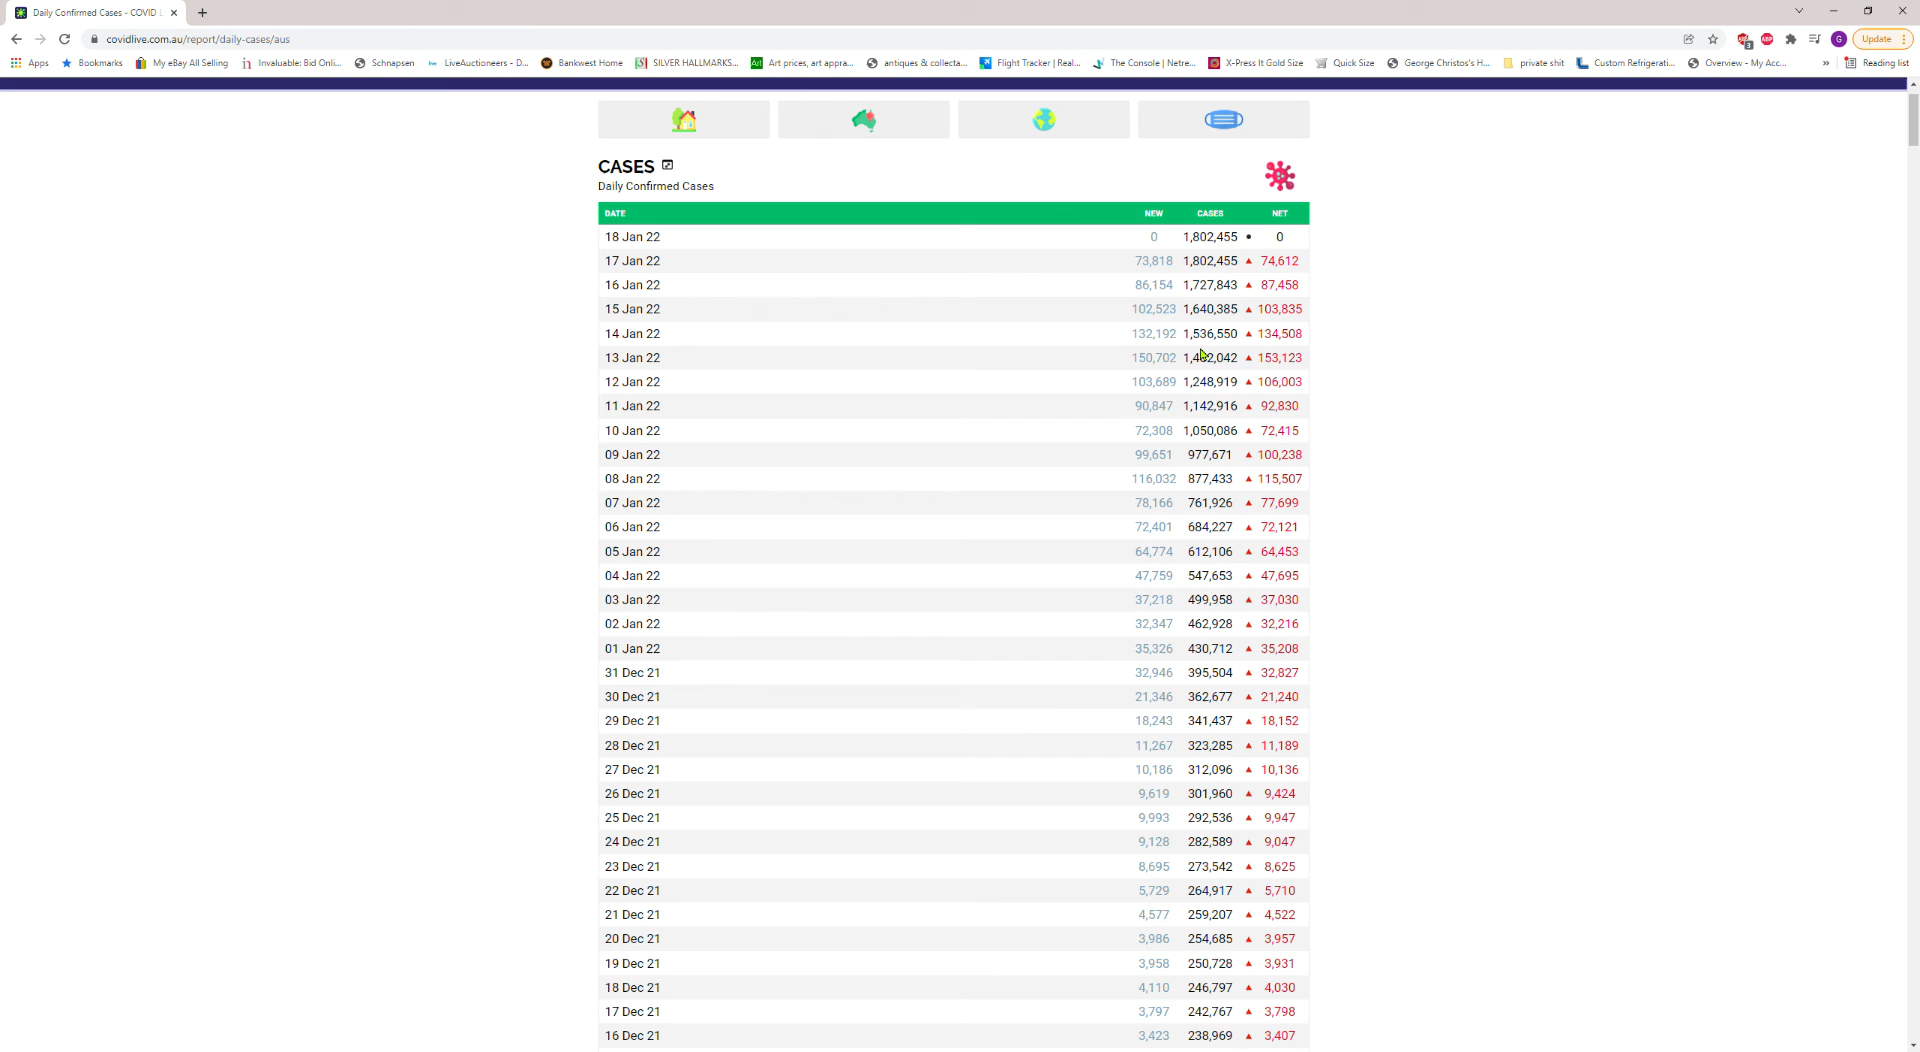 Daily Confirmed Cases - COVID L
covidlive.com.au/report/daily-cases/aus
3
ABP
G
Update
Apps
Bookmarks
My eBay All Selling
Invaluable: Bid Onli...
Schnapsen
LiveAuctioneers - D...
Bankwest Home
SILVER HALLMARKS...
Art
Art prices, art appra...
antiques & collecta...
Flight Tracker | Real...
The Console | Netre...
X-Press It Gold Size
Quick Size
George Christos's H...
private shit
Custom Refrigerati...
Overview - My Acc...
»
Reading list
CASES
Daily Confirmed Cases
DATE NEW CASES NET
18 Jan 22 0 1,802,455 • 0
17 Jan 22 73,818 1,802,455 ▲ 74,612
16 Jan 22 86,154 1,727,843 ▲ 87,458
15 Jan 22 102,523 1,640,385 ▲ 103,835
14 Jan 22 132,192 1,536,550 ▲ 134,508
13 Jan 22 150,702 ▲ 153,123
12 Jan 22 103,689 1,248,919 ▲ 106,003
11 Jan 22 90,847 1,142,916 ▲ 92,830
10 Jan 22 72,308 1,050,086 ▲ 72,415
09 Jan 22 99,651 977,671 ▲ 100,238
08 Jan 22 116,032 877,433 ▲ 115,507
07 Jan 22 78,166 761,926 ▲ 77,699
06 Jan 22 72,401 684,227 ▲ 72,121
05 Jan 22 64,774 612,106 ▲ 64,453
04 Jan 22 47,759 547,653 ▲ 47,695
03 Jan 22 37,218 499,958 ▲ 37,030
02 Jan 22 32,347 462,928 ▲ 32,216
01 Jan 22 35,326 430,712 ▲ 35,208
31 Dec 21 32,946 395,504 ▲ 32,827
30 Dec 21 21,346 362,677 ▲ 21,240
29 Dec 21 18,243 341,437 ▲ 18,152
28 Dec 21 11,267 323,285 ▲ 11,189
27 Dec 21 10,186 312,096 ▲ 10,136
26 Dec 21 9,619 301,960 ▲ 9,424
25 Dec 21 9,993 292,536 ▲ 9,947
24 Dec 21 9,128 282,589 ▲ 9,047
23 Dec 21 8,695 273,542 ▲ 8,625
22 Dec 21 5,729 264,917 ▲ 5,710
21 Dec 21 4,577 259,207 ▲ 4,522
20 Dec 21 3,986 254,685 ▲ 3,957
19 Dec 21 3,958 250,728 ▲ 3,931
18 Dec 21 4,110 246,797 ▲ 4,030
17 Dec 21 3,797 242,767 ▲ 3,798
16 Dec 21 3,423 238,969 ▲ 3,407